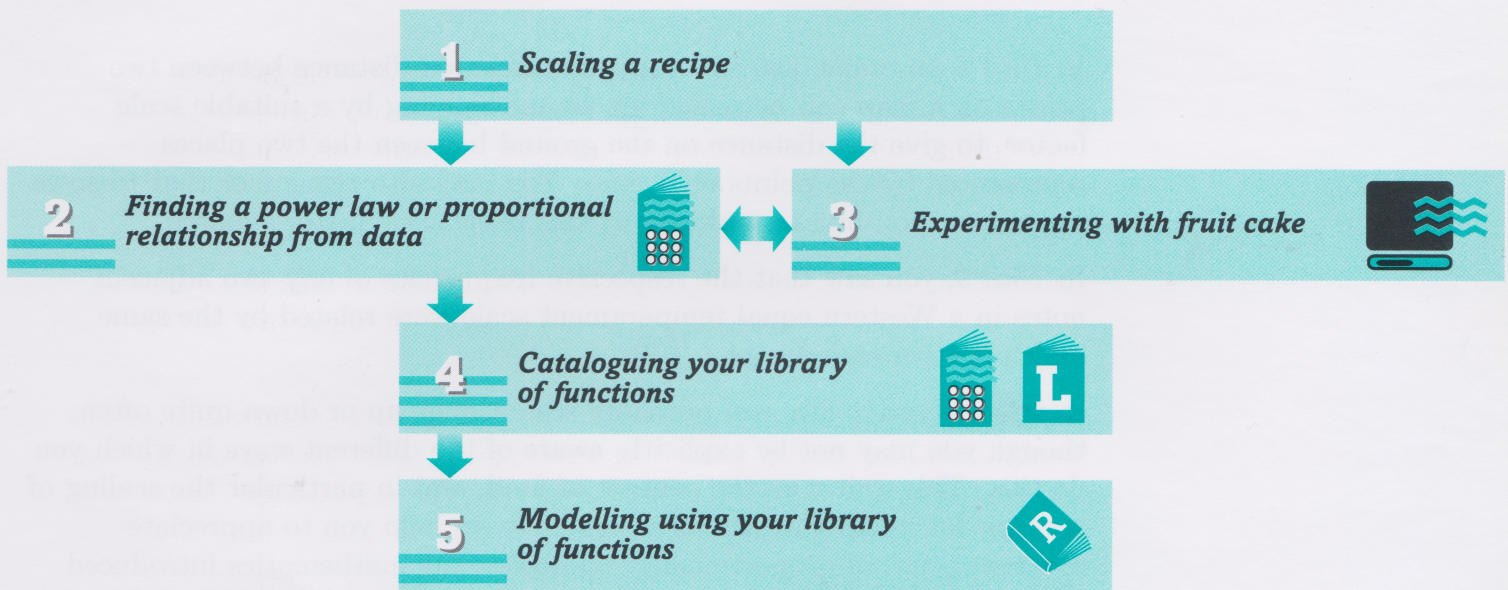 1 Scaling a recipe
2 Finding a power law or proportional
relationship from data
3 Experimenting with fruit cake
4 Cataloguing your library
of functions
L
5 Modelling using your library
of functions
R